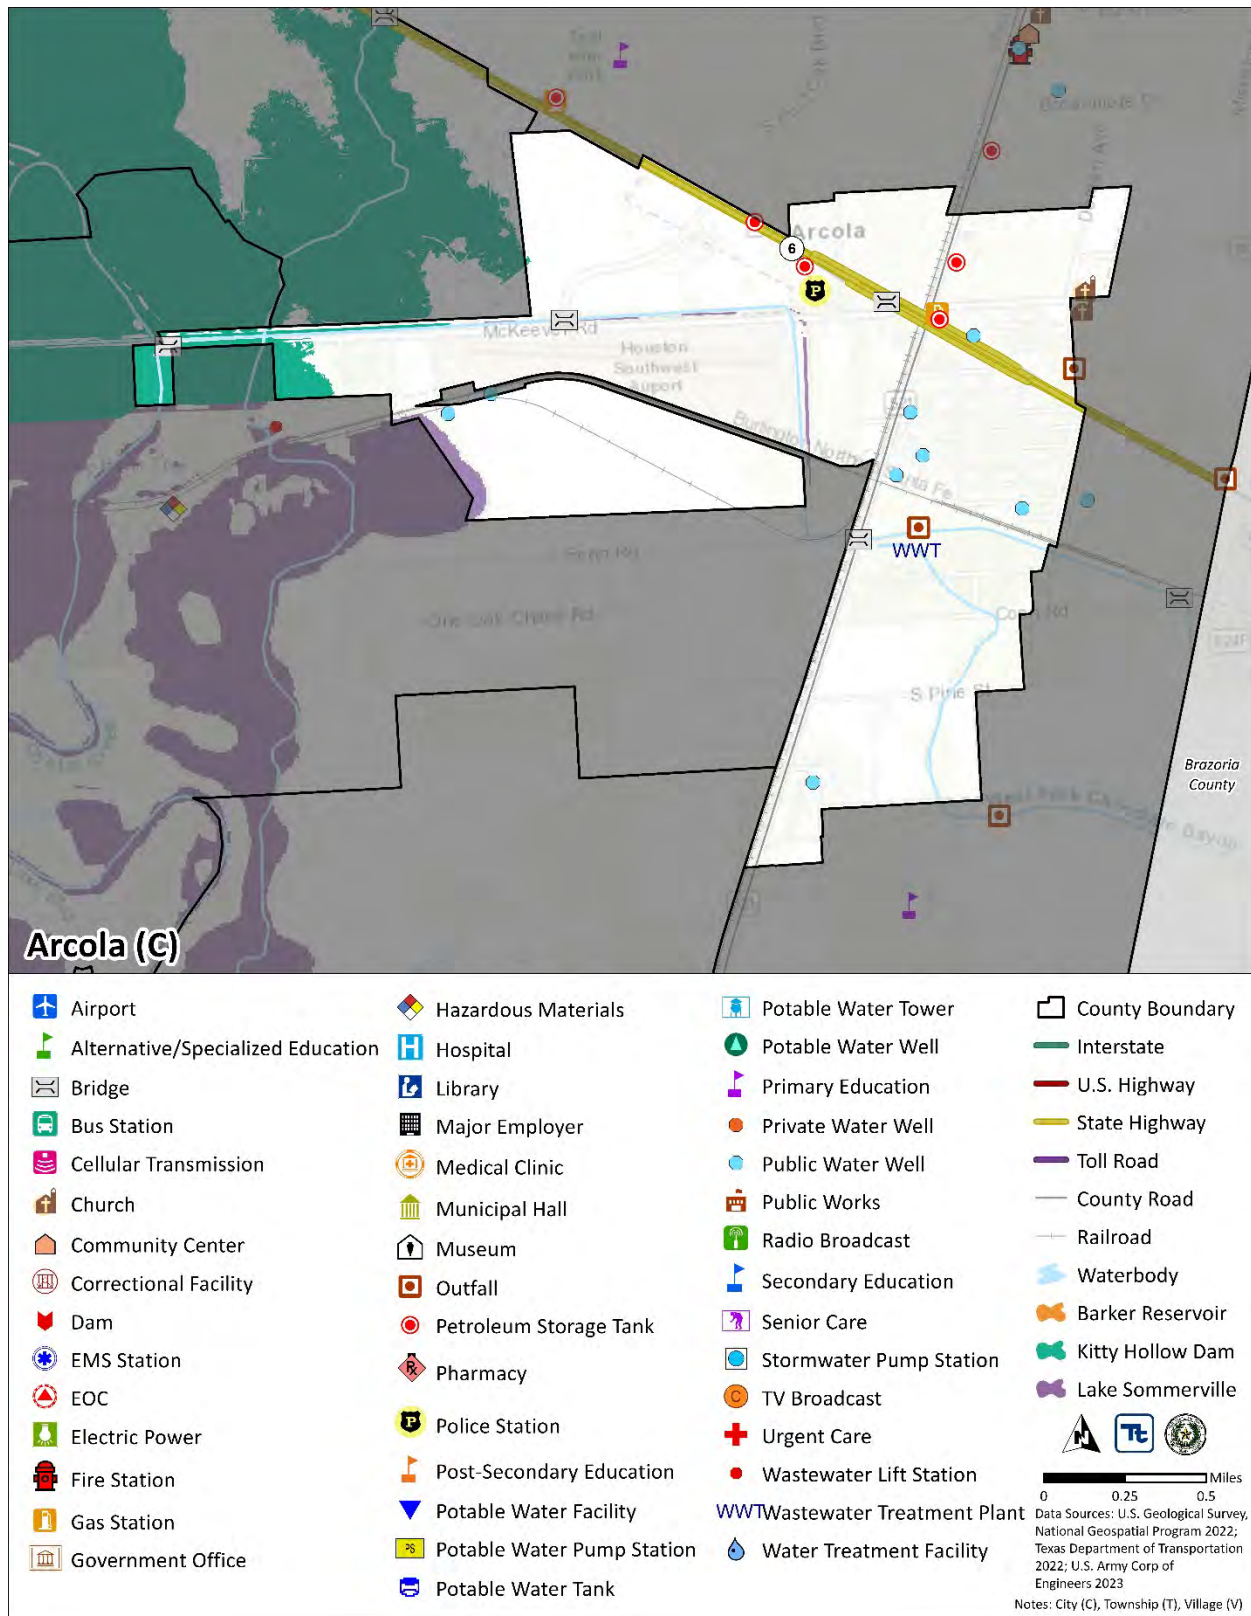 Arcola
6
McKeever Rd
Houston
Southwest
Airport
Burlington Northern Santa Fe
WWT
S Pine St
Brazoria
County
Arcola (C)
Airport
Alternative/Specialized Education
Bridge
Bus Station
Cellular Transmission
Church
Community Center
Correctional Facility
Dam
EMS Station
EOC
Electric Power
Fire Station
Gas Station
Government Office
Hazardous Materials
Hospital
Library
Major Employer
Medical Clinic
Municipal Hall
Museum
Outfall
Petroleum Storage Tank
Pharmacy
Police Station
Post-Secondary Education
Potable Water Facility
Potable Water Pump Station
Potable Water Tank
Potable Water Tower
Potable Water Well
Primary Education
Private Water Well
Public Water Well
Public Works
Radio Broadcast
Secondary Education
Senior Care
Stormwater Pump Station
TV Broadcast
Urgent Care
Wastewater Lift Station
WWT Wastewater Treatment Plant
Water Treatment Facility
County Boundary
Interstate
U.S. Highway
State Highway
Toll Road
County Road
Railroad
Waterbody
Barker Reservoir
Kitty Hollow Dam
Lake Sommerville
N
Tt
Miles
0 0.25 0.5
Data Sources: U.S. Geological Survey,
National Geospatial Program 2022;
Texas Department of Transportation
2022; U.S. Army Corp of
Engineers 2023
Notes: City (C), Township (T), Village (V)